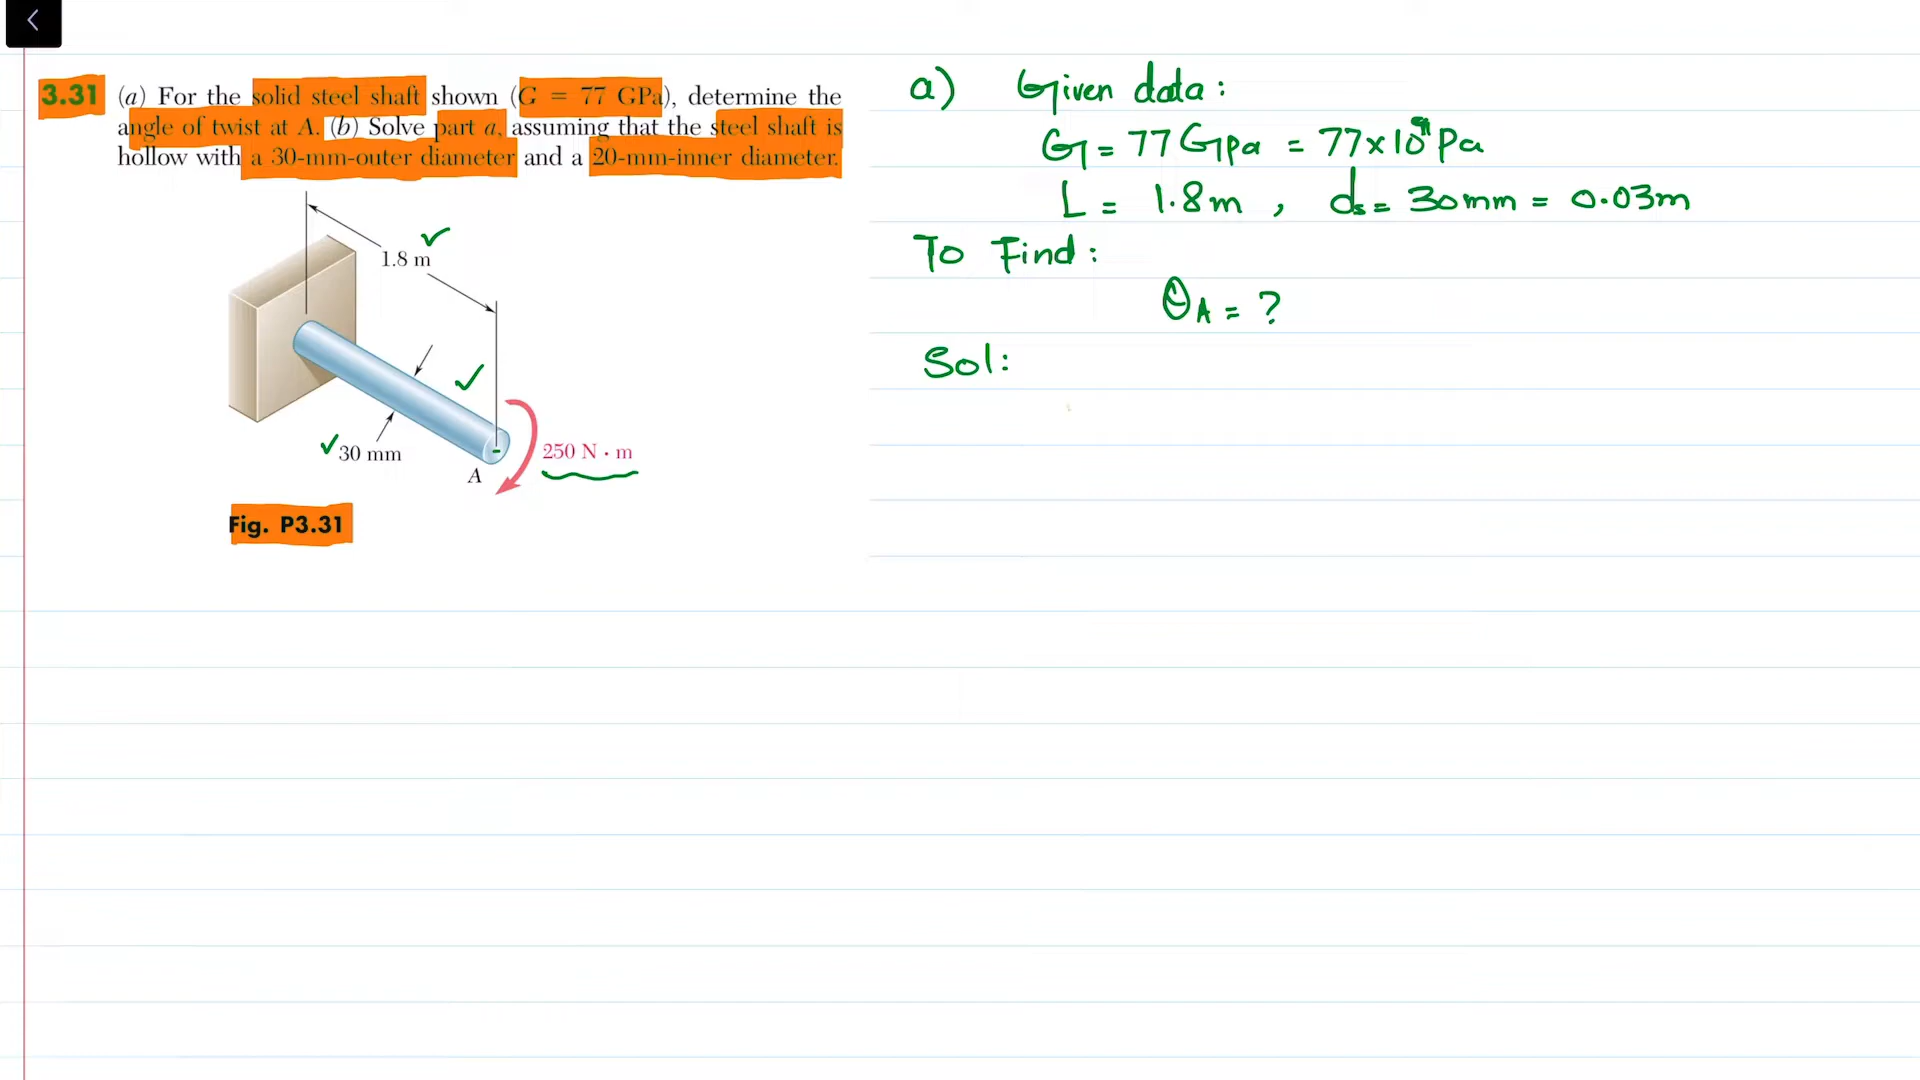 3.31 (a) For the solid steel shaft shown (G = 77 GPa), determine the
angle of twist at A. (b) Solve part a, assuming that the steel shaft is
hollow with a 30-mm-outer diameter and a 20-mm-inner diameter.
1.8 m
30 mm
A
250 N · m
Fig. P3.31
a) Given data:
G = 77 Gpa = 77x10⁹ Pa
L = 1.8m , ds = 30mm = 0.03m
To Find:
θA = ?
Sol: